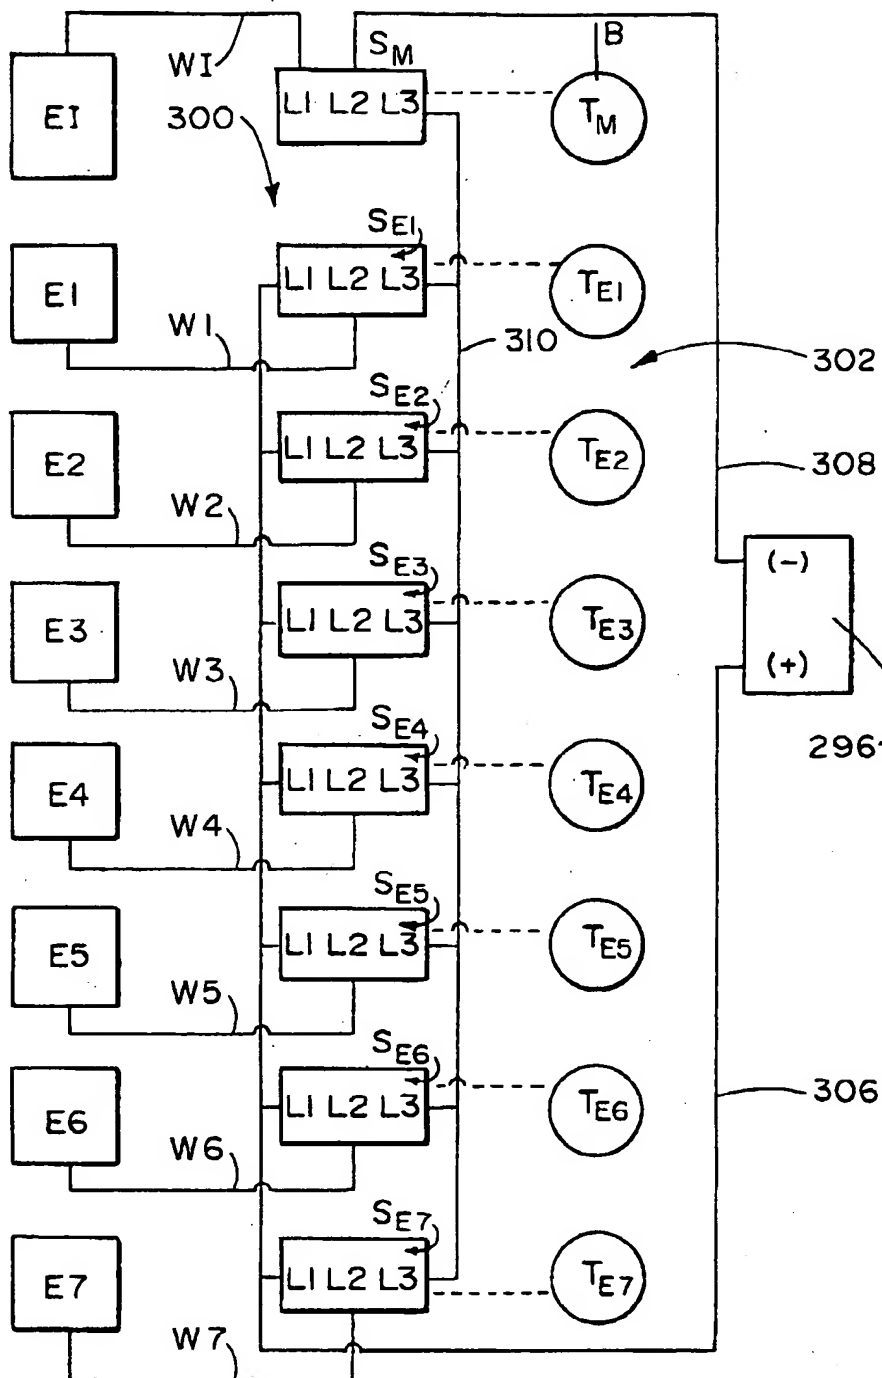 WI
S_M
B
EI
L1 L2 L3
T_M
300
S_E1
E1
L1 L2 L3
T_E1
W1
310
302
S_E2
E2
L1 L2 L3
T_E2
308
W2
S_E3
(-)
E3
L1 L2 L3
T_E3
W3
(+)
S_E4
296
E4
L1 L2 L3
T_E4
W4
S_E5
E5
L1 L2 L3
T_E5
W5
S_E6
306
E6
L1 L2 L3
T_E6
W6
S_E7
E7
L1 L2 L3
T_E7
W7